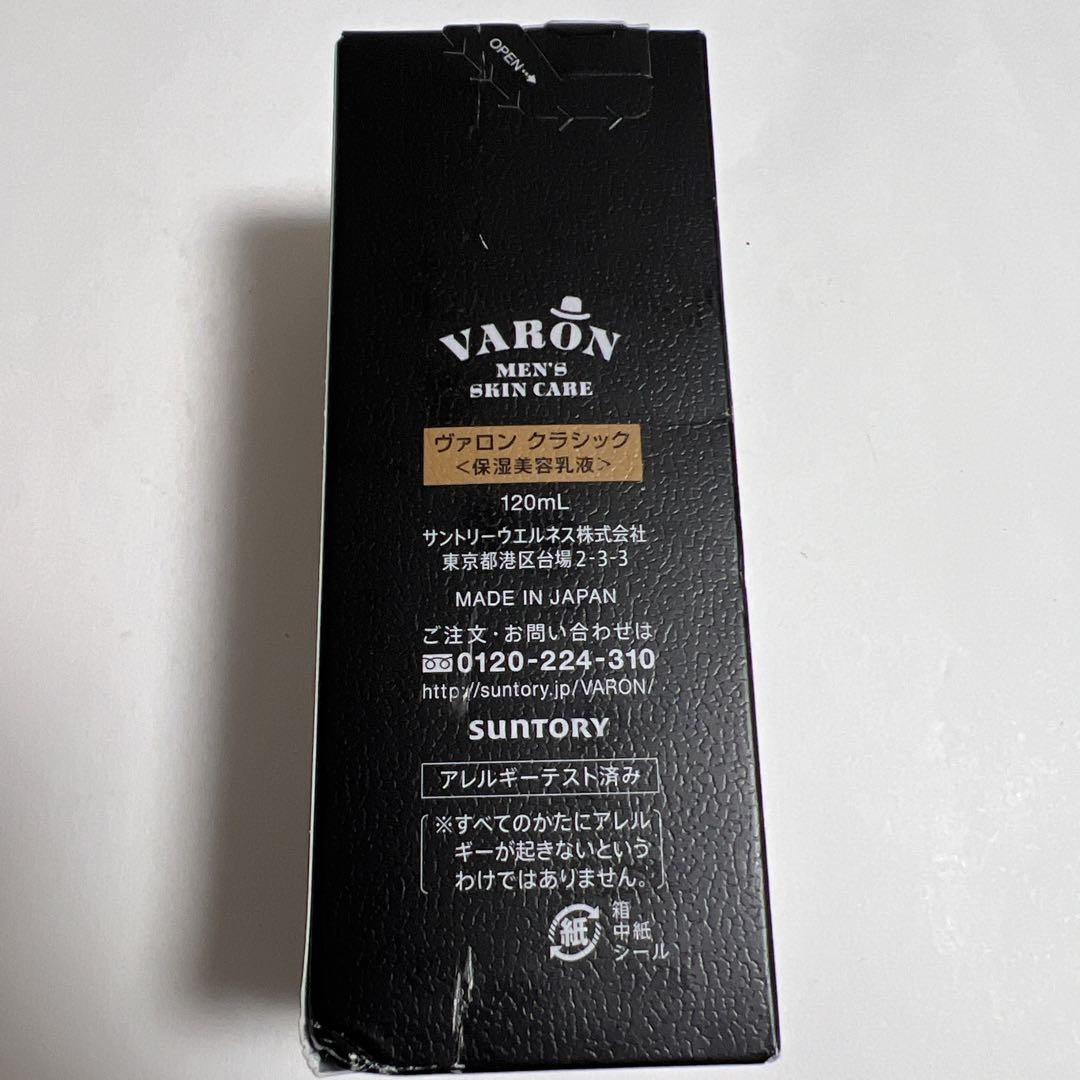 OPEN
VARON
MEN'S
SKIN CARE
ヴァロン クラシック
<保湿美容乳液>
120mL
サントリーウエルネス株式会社
東京都港区台場2-3-3
MADE IN JAPAN
ご注文・お問い合わせは
0120-224-310
http://suntory.jp/VARON/
SUNTORY
アレルギーテスト済み
※すべてのかたにアレル
ギーが起きないという
わけではありません。
紙
箱
中紙
シール